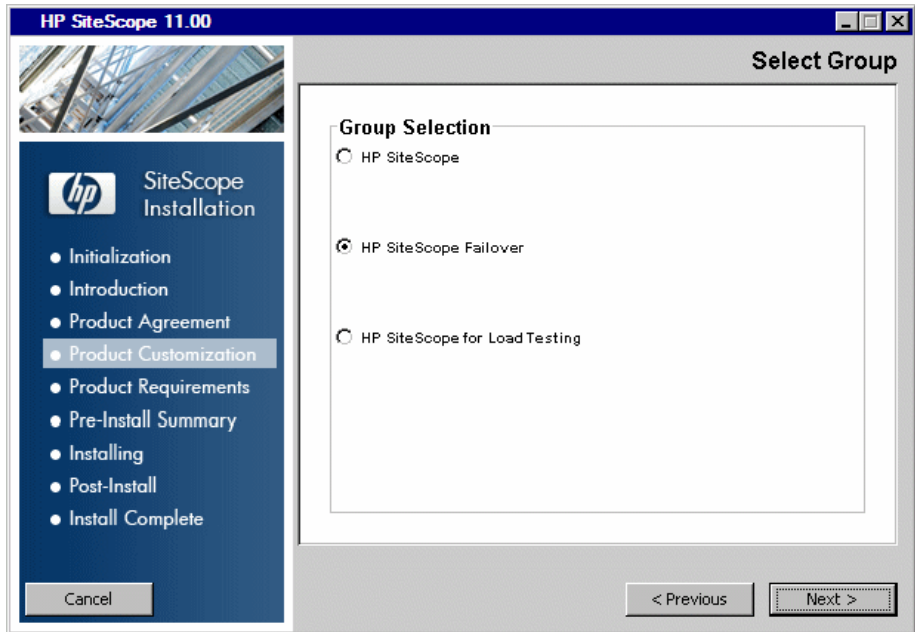 HP SiteScope 11.00
Select Group
hp
SiteScope
Installation
Initialization
Introduction
Product Agreement
Product Customization
Product Requirements
Pre-Install Summary
Installing
Post-Install
Install Complete
Group Selection
HP SiteScope
HP SiteScope Failover
HP SiteScope for Load Testing
Cancel
< Previous
Next >